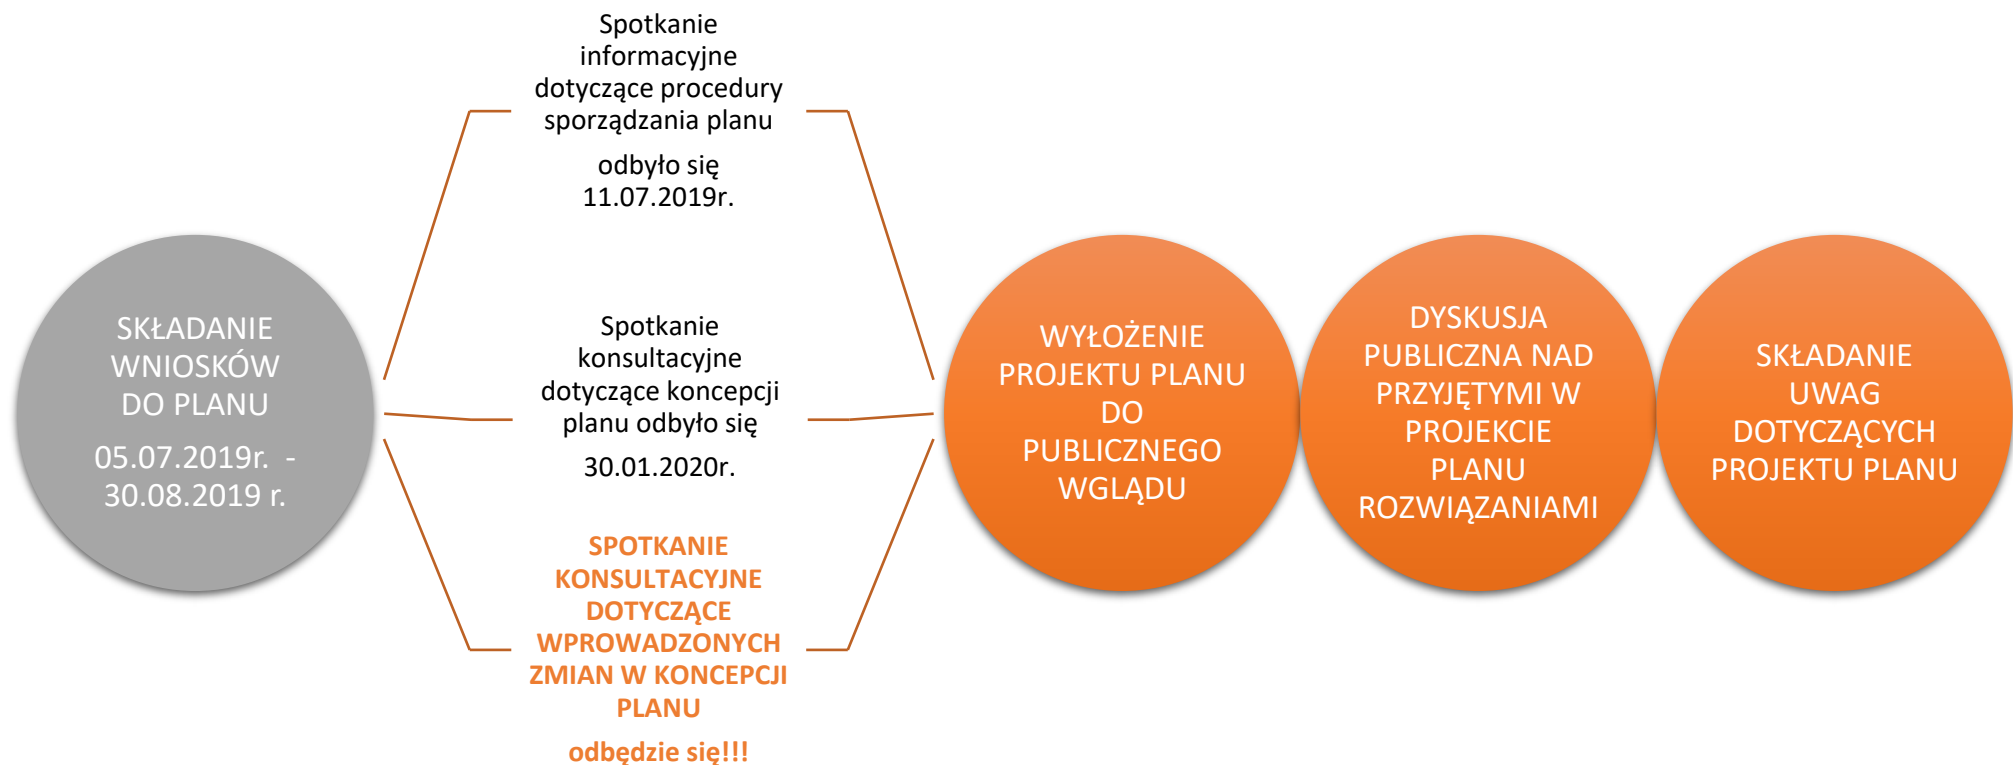 SKŁADANIE
WNIOSKÓW
DO PLANU
05.07.2019r. -
30.08.2019 r.
Spotkanie
informacyjne
dotyczące procedury
sporządzania planu
odbyło się
11.07.2019r.
Spotkanie
konsultacyjne
dotyczące koncepcji
planu odbyło się
30.01.2020r.
SPOTKANIE
KONSULTACYJNE
DOTYCZĄCE
WPROWADZONYCH
ZMIAN W KONCEPCJI
PLANU
odbędzie się!!!
WYŁOŻENIE
PROJEKTU PLANU
DO
PUBLICZNEGO
WGLĄDU
DYSKUSJA
PUBLICZNA NAD
PRZYJĘTYMI W
PROJEKCIE
PLANU
ROZWIĄZANIAMI
SKŁADANIE
UWAG
DOTYCZĄCYCH
PROJEKTU PLANU